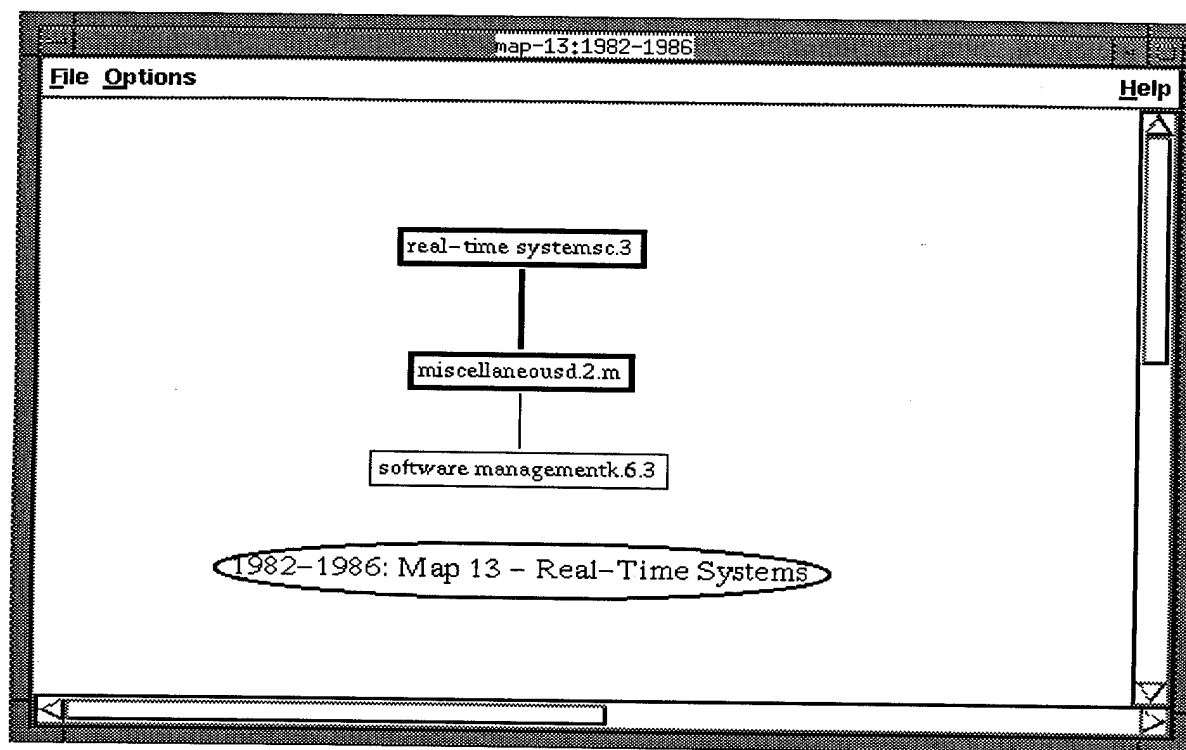 map-13:1982-1986
File Options Help
real-time systemsc.3
miscellaneousd.2.m
software managementk.6.3
1982-1986: Map 13 - Real-Time Systems